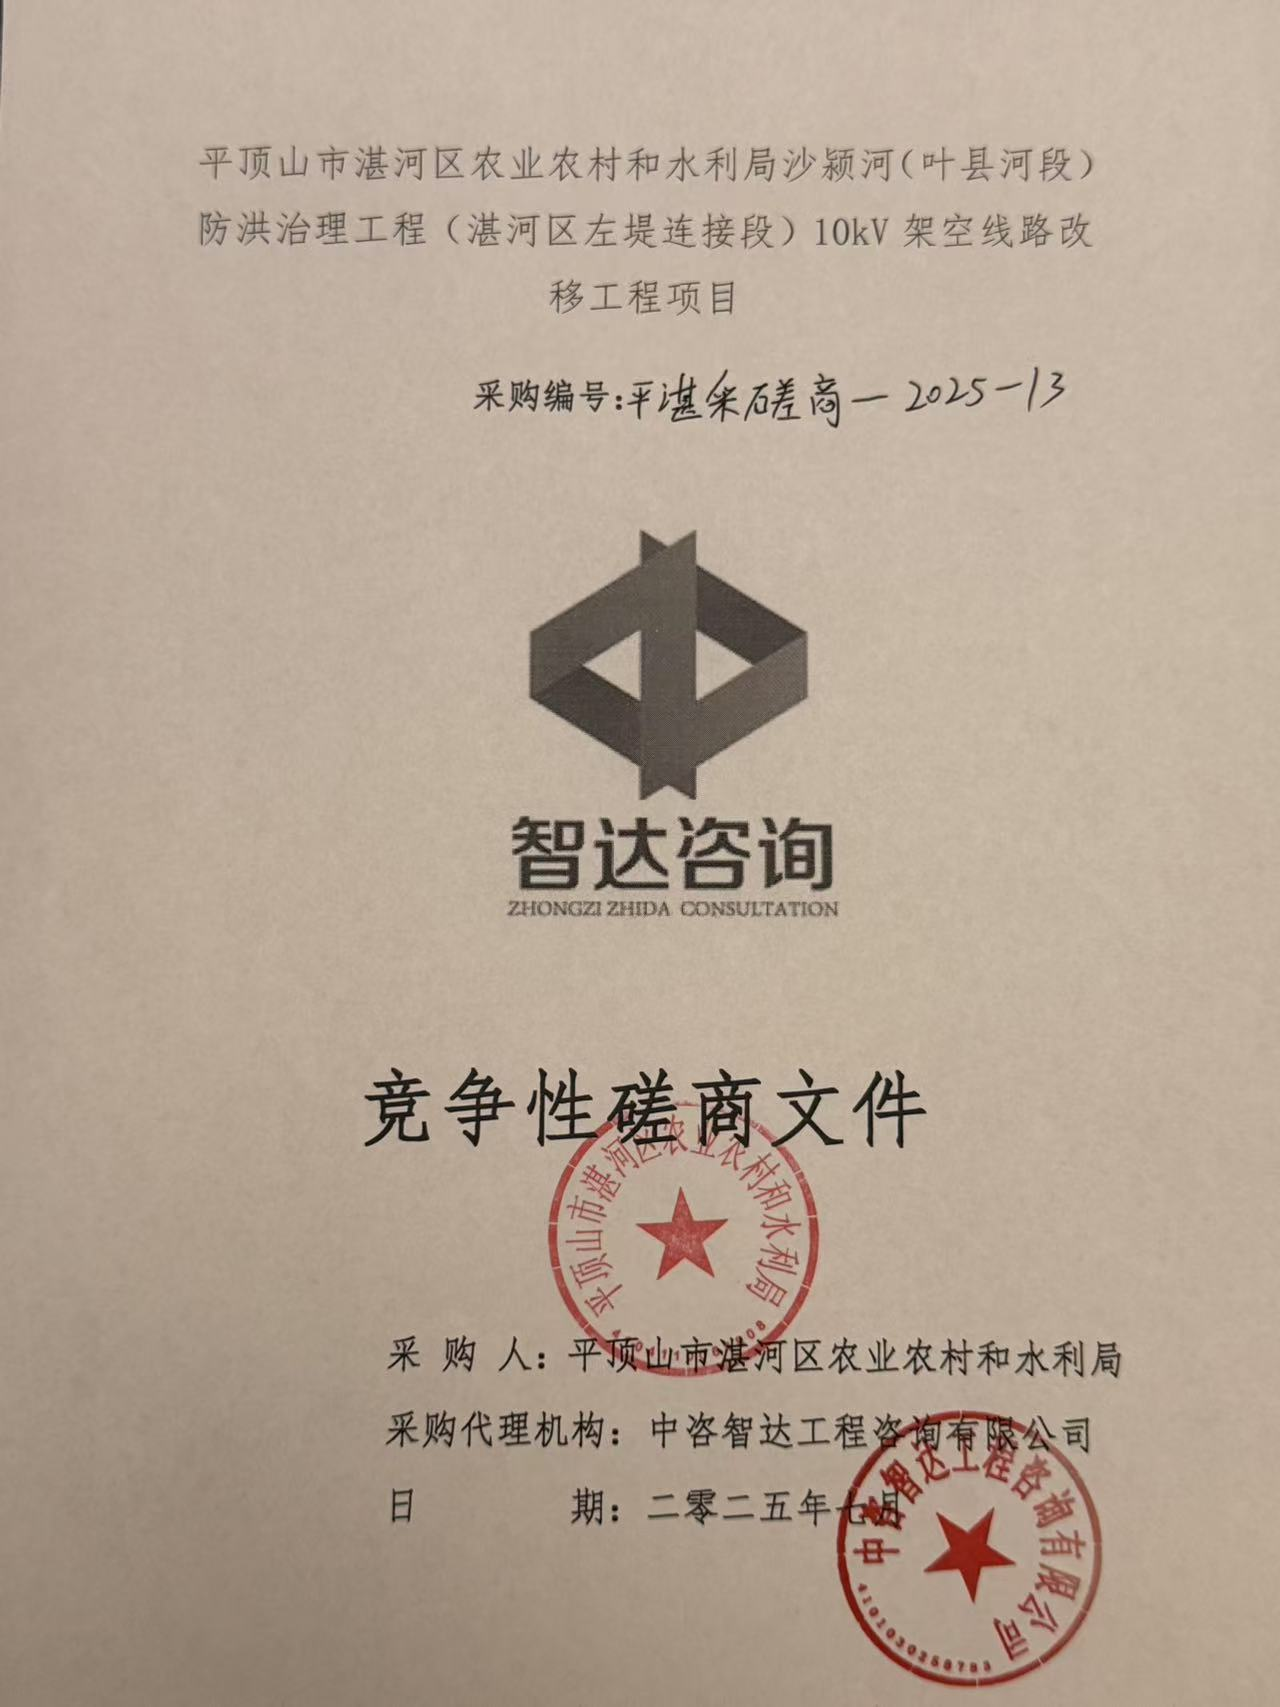 平顶山市湛河区农业农村和水利局沙颍河（叶县河段）
防洪治理工程（湛河区左堤连接段）10kV 架空线路改
移工程项目
采购编号:平湛采磋商－2025－13
智达咨询
ZHONGZI ZHIDA CONSULTATION
竞争性磋商文件
平顶山市湛河区农业农村和水利局
采 购 人：平顶山市湛河区农业农村和水利局
采购代理机构：中咨智达工程咨询有限公司
日 期：二零二五年七月
中咨智达工程咨询有限公司
4101030258783